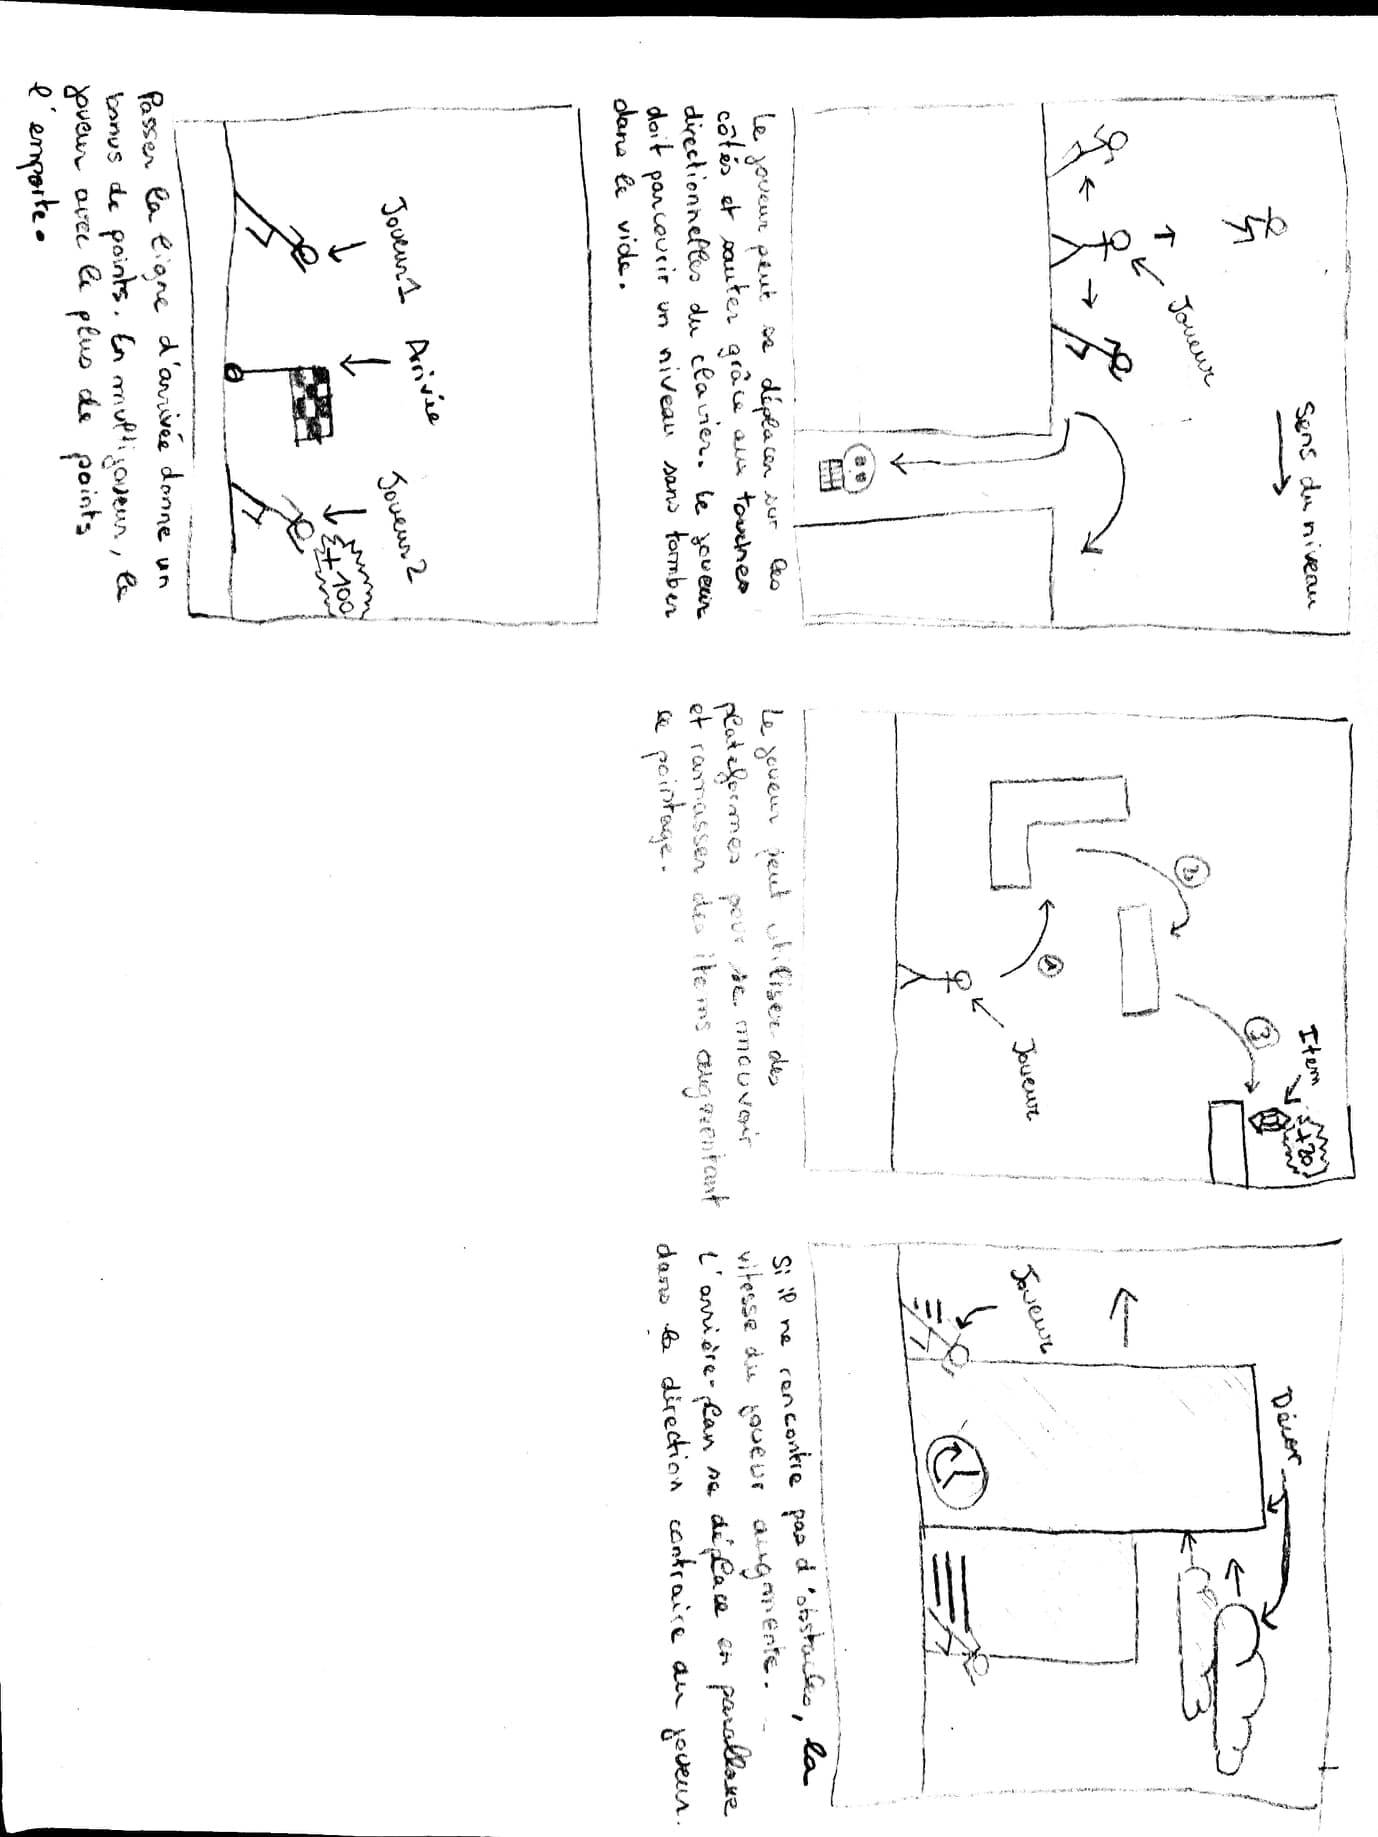 Sens du niveau
Joueur
Le joueur peut se déplacer sur les
côtés et sauter grâce aux touches
directionnelles du clavier. Le joueur
doit parcourir un niveau sans tomber
dans le vide.
Item
+20
3
2
1
Joueur
Le joueur peut utiliser des
plateformes pour se mouvoir
et ramasser des items augmentant
le pointage.
Décor
Joueur
Si il ne rencontre pas d'obstacles, la
vitesse du joueur augmente.
L'arrière-plan se déplace en parallaxe
dans la direction contraire au joueur.
Joueur 1
Arrivée
Joueur 2
+100
Passer la ligne d'arrivée donne un
bonus de points. En multijoueur, le
joueur avec le plus de points
l'emporte.